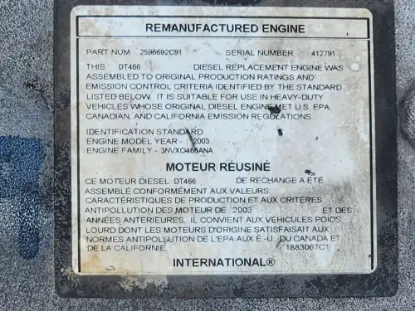 REMANUFACTURED ENGINE
PART NUM 2596692C91 SERIAL NUMBER 412791
THIS DT466 DIESEL REPLACEMENT ENGINE WAS
ASSEMBLED TO ORIGINAL PRODUCTION RATINGS AND
EMISSION CONTROL CRITERIA IDENTIFIED BY THE STANDARD
LISTED BELOW. IT IS SUITABLE FOR USE IN HEAVY-DUTY
VEHICLES WHOSE ORIGINAL DIESEL ENGINE MET U.S. EPA,
CANADIAN, AND CALIFORNIA EMISSION REGULATIONS.
IDENTIFICATION STANDARD
ENGINE MODEL YEAR - 2003
ENGINE FAMILY - 3NVXO466ANA
MOTEUR RÉUSINÉ
CE MOTEUR DIESEL DT466 DE RECHANGE A ÉTÉ
ASSEMBLÉ CONFORMÉMENT AUX VALEURS
CARACTÉRISTIQUES DE PRODUCTION ET AUX CRITÈRES
ANTIPOLLUTION DES MOTEUR DE 2003 ET DES
ANNÉES ANTÉRIEURES. IL CONVIENT AUX VÉHICULES POIDS
LOURD DONT LES MOTEURS D'ORIGINE SATISFAISAIT AUX
NORMES ANTIPOLLUTION DE L'EPA AUX É.-U. DU CANADA ET
DE LA CALIFORNIE. 1883067C1
INTERNATIONAL®